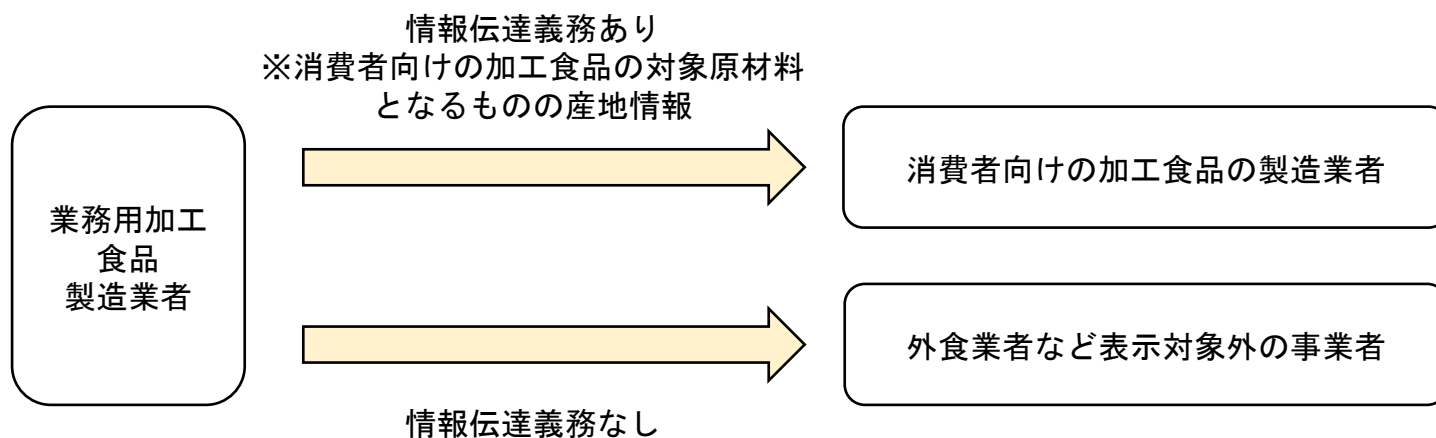 情報伝達義務あり
※消費者向けの加工食品の対象原材料
となるものの産地情報
業務用加工
食品
製造業者
消費者向けの加工食品の製造業者
外食業者など表示対象外の事業者
情報伝達義務なし